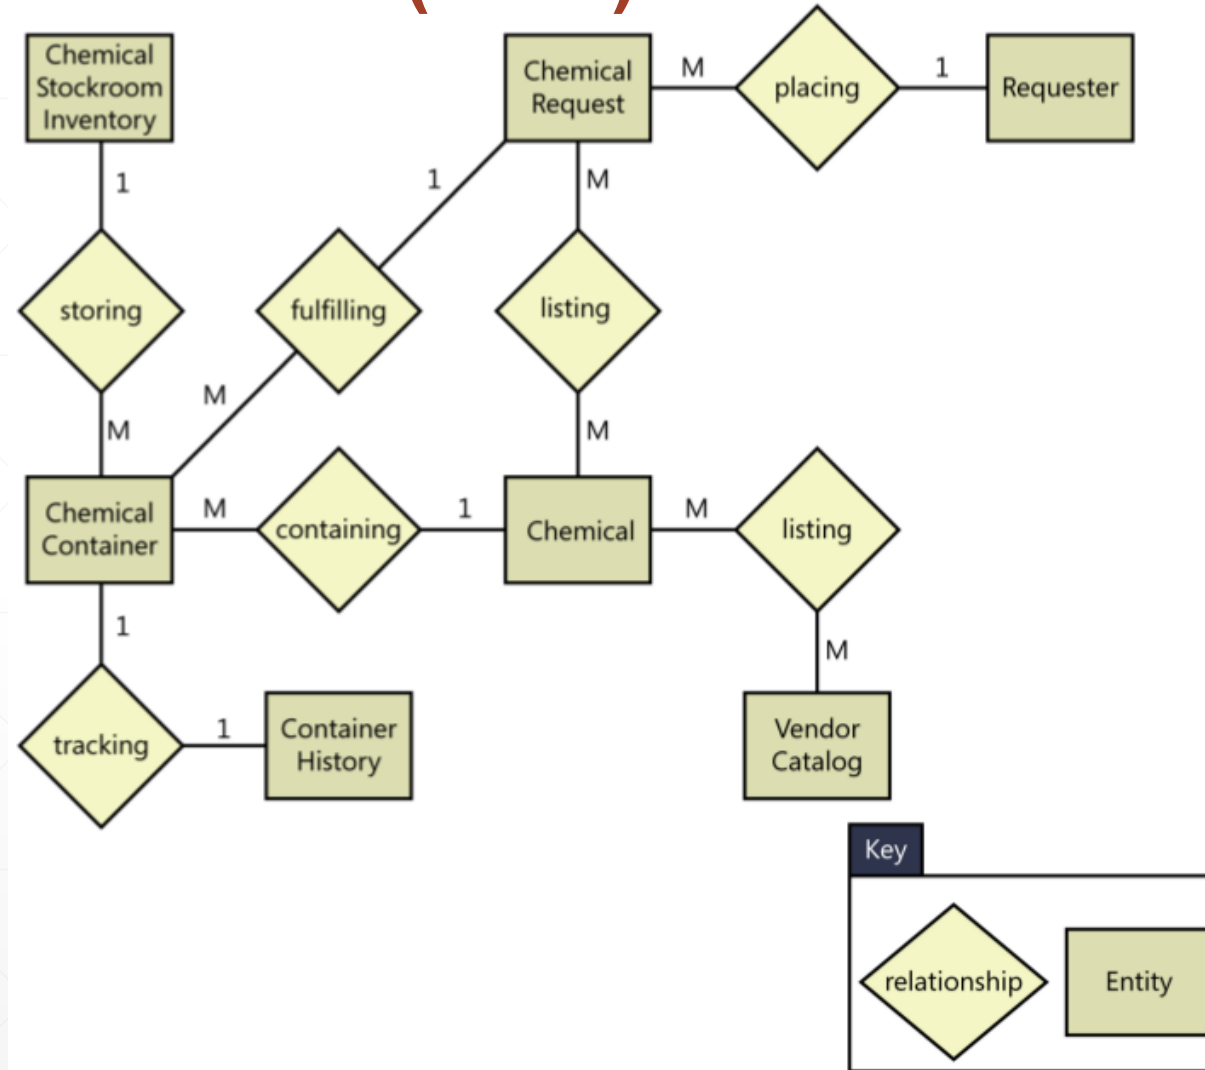 Chemical
Stockroom
Inventory
Chemical
Request
M
placing
1
Requester
1
1
M
storing
fulfilling
listing
M
M
M
Chemical
Container
M
containing
1
Chemical
M
listing
1
M
tracking
1
Container
History
Vendor
Catalog
Key
relationship
Entity